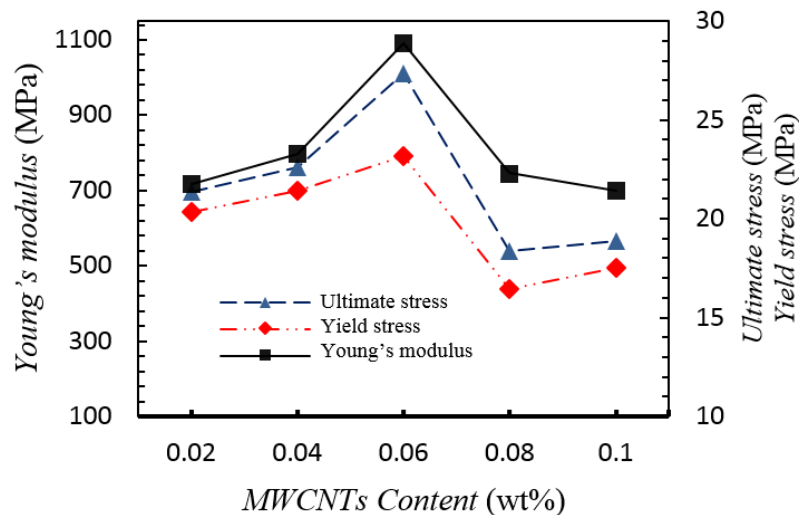 1100
900
700
500
300
100
Young's modulus (MPa)
30
25
20
15
10
Ultimate stress (MPa)
Yield stress (MPa)
Ultimate stress
Yield stress
Young's modulus
0.02 0.04 0.06 0.08 0.1
MWCNTs Content (wt%)